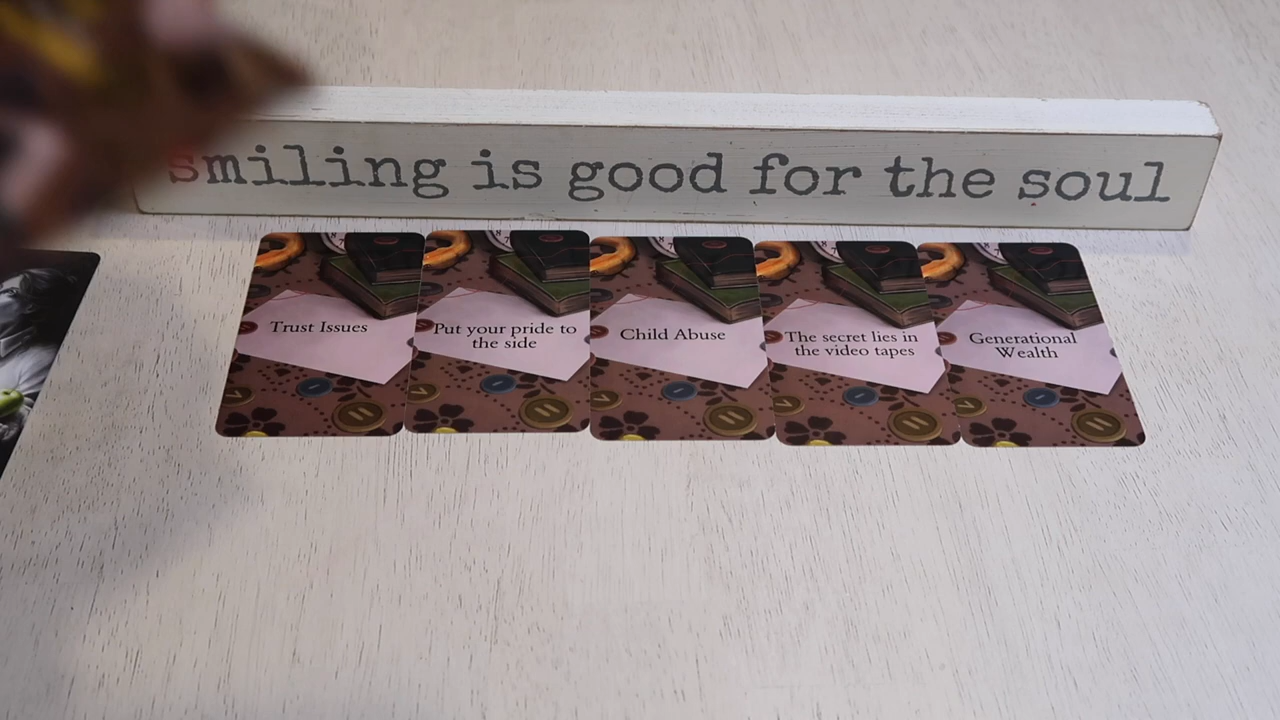 smiling is good for the soul
Trust Issues
Put your pride to
the side
Child Abuse
The secret lies in
the video tapes
Generational
Wealth